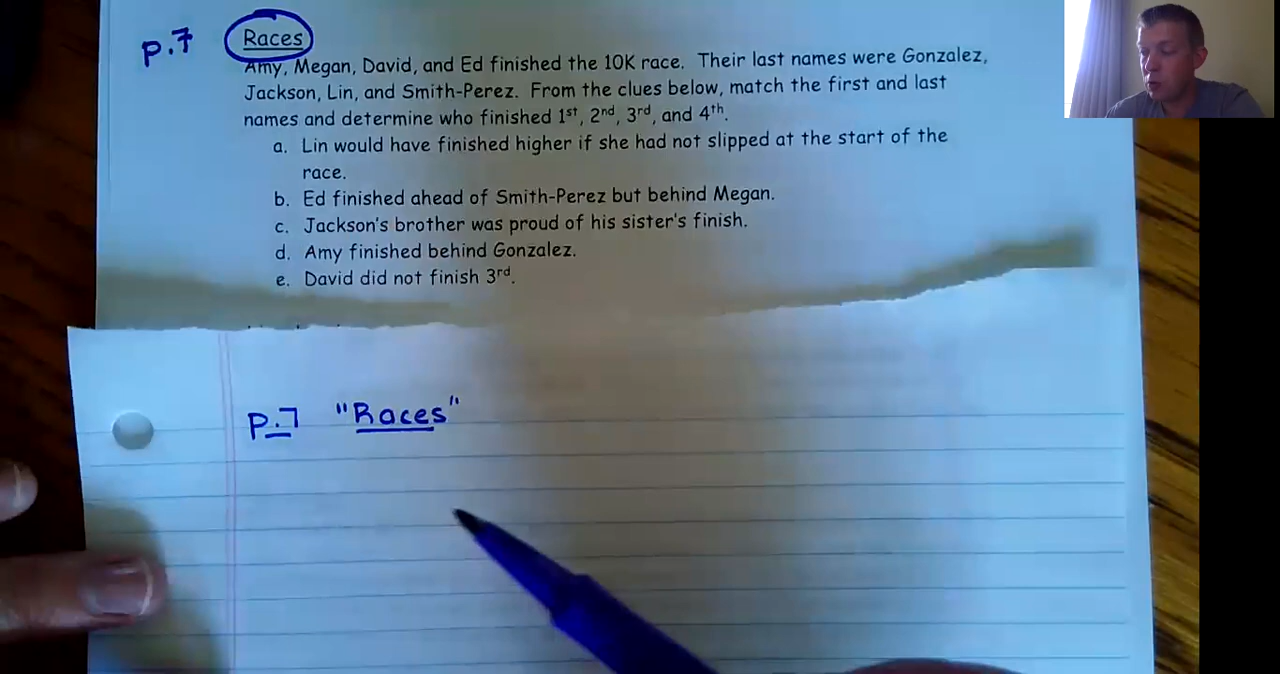 p.7 Races
Amy, Megan, David, and Ed finished the 10K race. Their last names were Gonzalez,
Jackson, Lin, and Smith-Perez. From the clues below, match the first and last
names and determine who finished 1st, 2nd, 3rd, and 4th.
a. Lin would have finished higher if she had not slipped at the start of the
race.
b. Ed finished ahead of Smith-Perez but behind Megan.
c. Jackson's brother was proud of his sister's finish.
d. Amy finished behind Gonzalez.
e. David did not finish 3rd.
p.7 "Races"